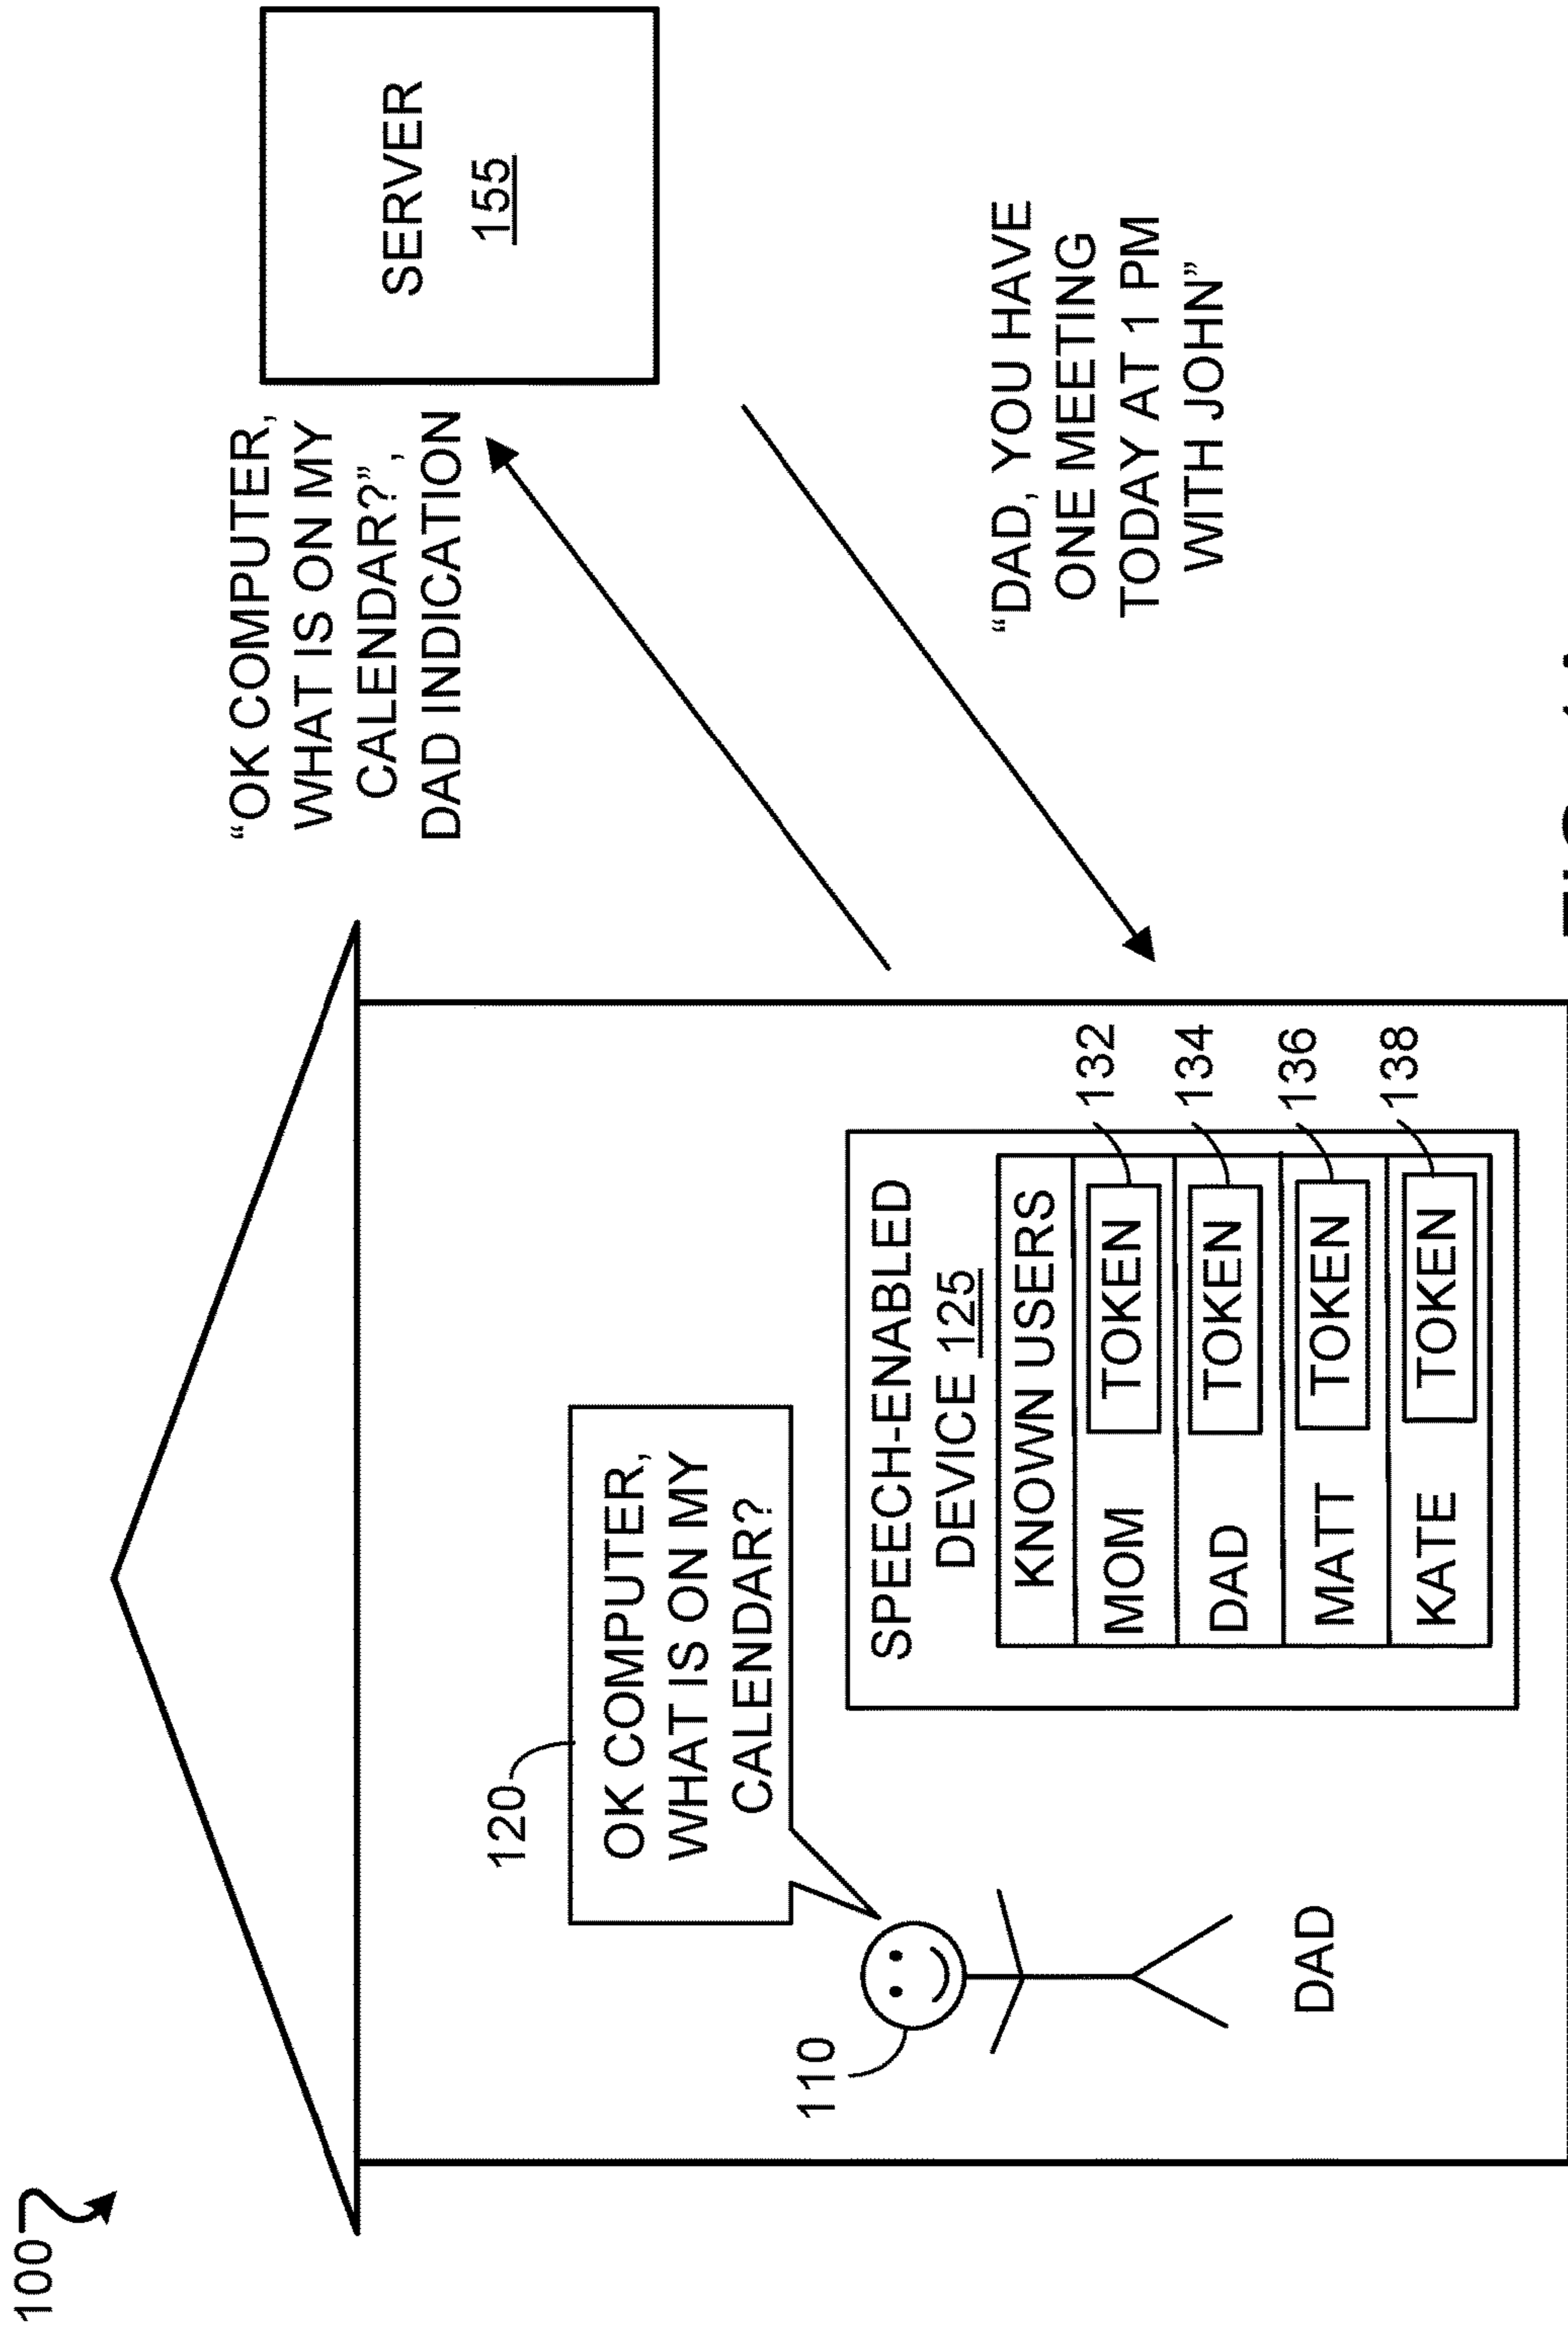 100
"OK COMPUTER,
WHAT IS ON MY
CALENDAR?",
DAD INDICATION
SERVER
155
120
OK COMPUTER,
WHAT IS ON MY
CALENDAR?
110
DAD
SPEECH-ENABLED
DEVICE 125
KNOWN USERS
MOM TOKEN 132
DAD TOKEN 134
MATT TOKEN 136
KATE TOKEN 138
"DAD, YOU HAVE
ONE MEETING
TODAY AT 1 PM
WITH JOHN"